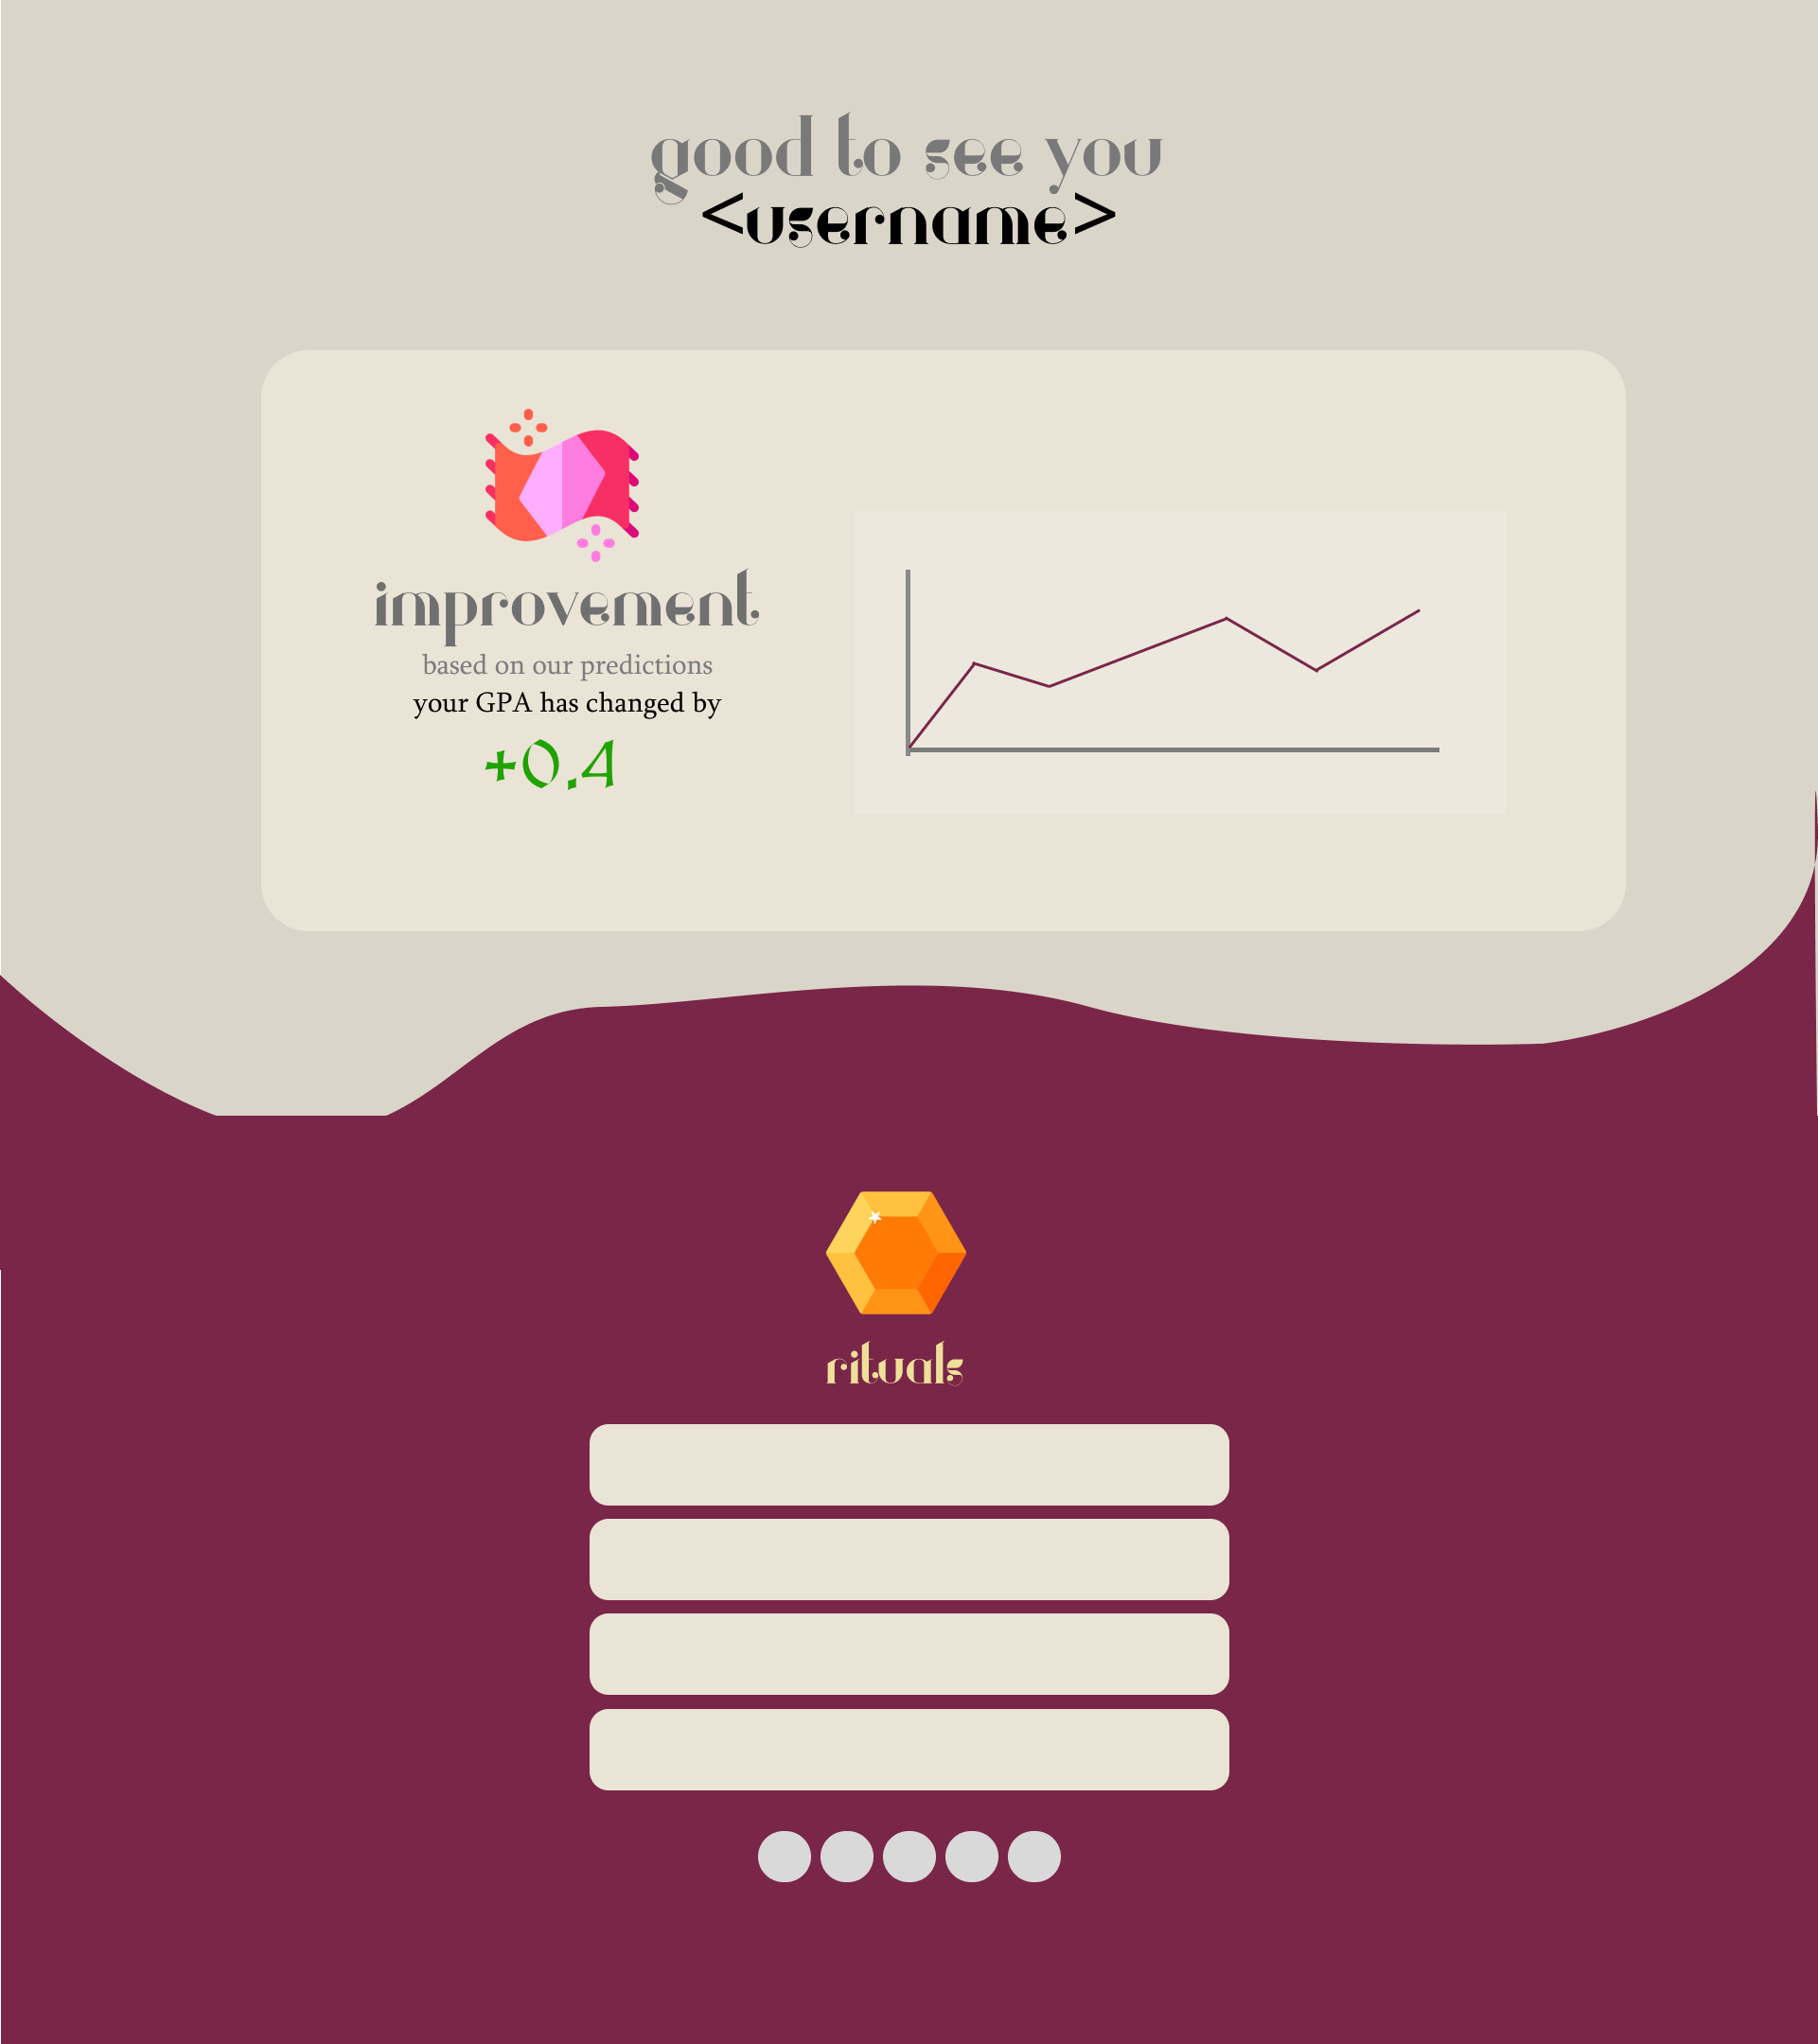 good to see you
<username>
improvement
based on our predictions
your GPA has changed by
+0.4
rituals